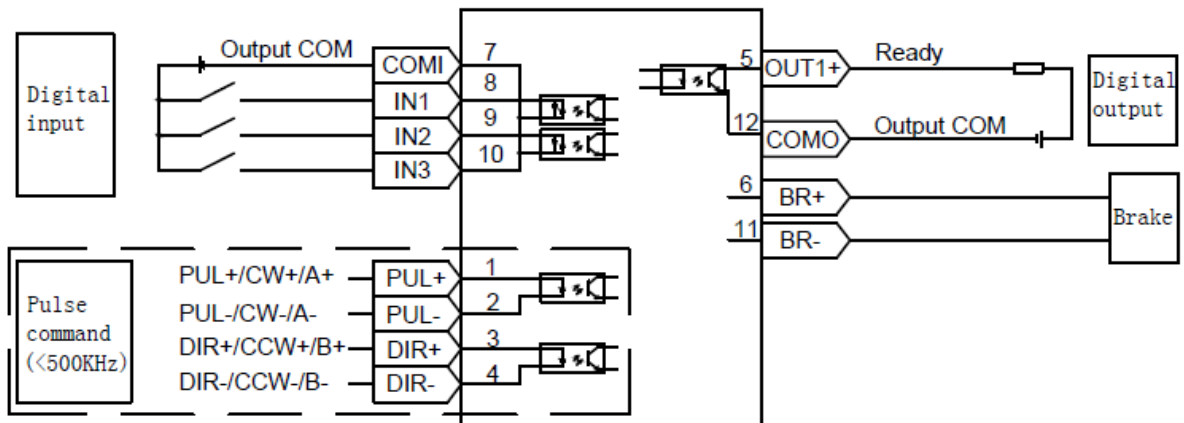 Digital
input
Output COM
COMI
7
IN1
8
IN2
9
IN3
10
5
OUT1+
Ready
12
COMO
Output COM
Digital
output
6
BR+
11
BR-
Brake
Pulse
command
(<500KHz)
PUL+/CW+/A+
PUL+
1
PUL-/CW-/A-
PUL-
2
DIR+/CCW+/B+
DIR+
3
DIR-/CCW-/B-
DIR-
4